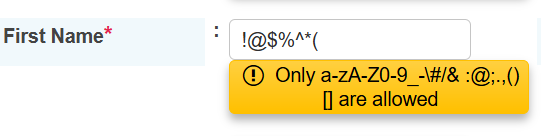 First Name* : !@$%^*(
Only a-zA-Z0-9_-\#/& :@;.,()
[] are allowed